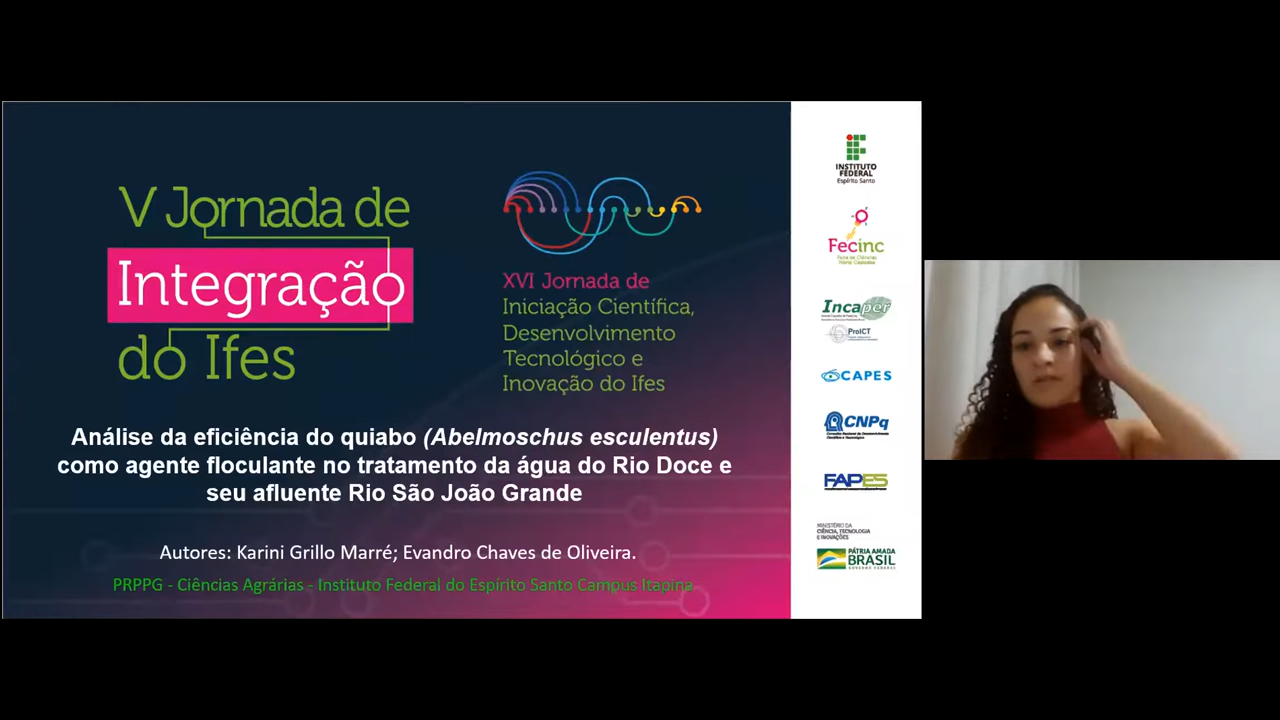 V Jornada de
Integração
do Ifes
XVI Jornada de
Iniciação Científica,
Desenvolvimento
Tecnológico e
Inovação do Ifes
Análise da eficiência do quiabo (Abelmoschus esculentus)
como agente floculante no tratamento da água do Rio Doce e
seu afluente Rio São João Grande
Autores: Karini Grillo Marré; Evandro Chaves de Oliveira.
PRPPG - Ciências Agrárias - Instituto Federal do Espírito Santo Campus Itapina
INSTITUTO
FEDERAL
Espírito Santo
Fecinc
Incaper
ProICT
CAPES
CNPq
FAPES
MINISTÉRIO DA
CIÊNCIA, TECNOLOGIA
E INOVAÇÕES
PÁTRIA AMADA
BRASIL
GOVERNO FEDERAL